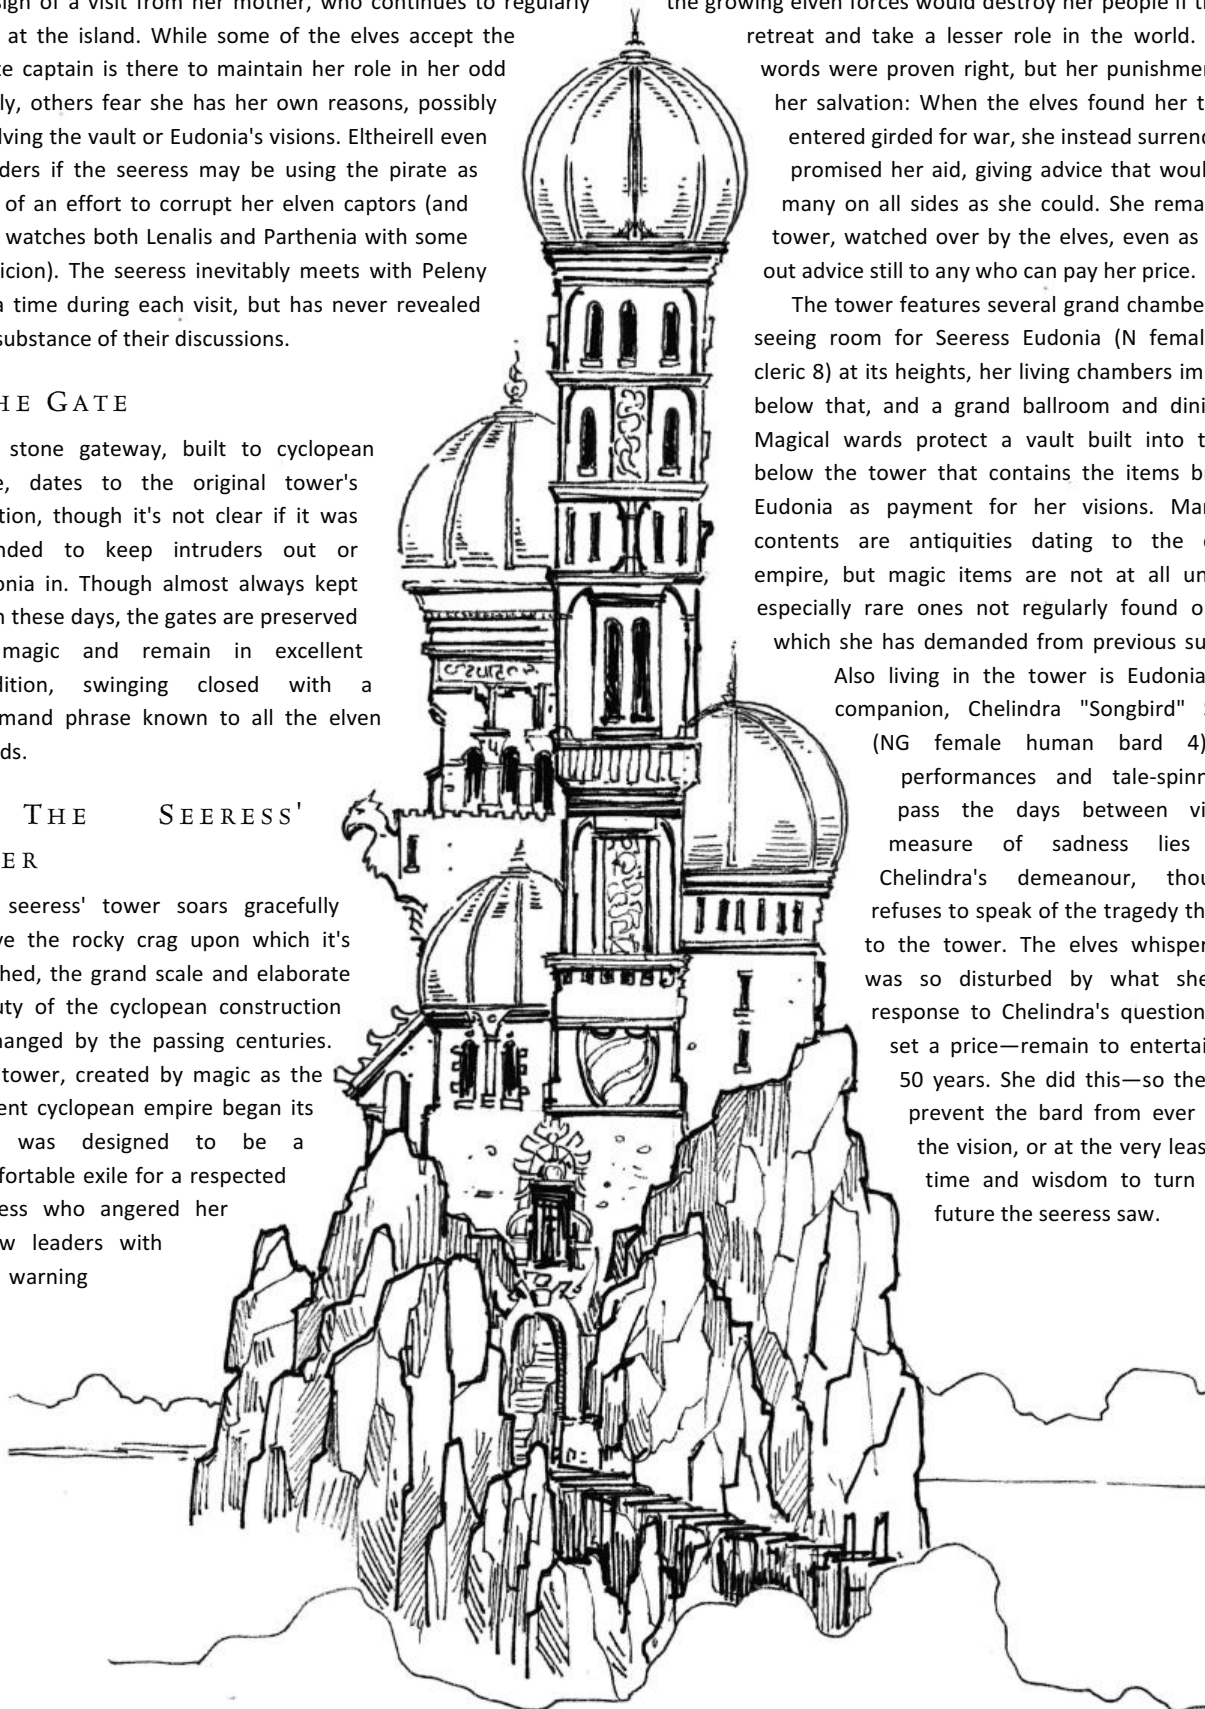 sign of a visit from her mother, who continues to regularly
at the island. While some of the elves accept the
te captain is there to maintain her role in her odd
ly, others fear she has her own reasons, possibly
lving the vault or Eudonia's visions. Eltheirell even
ders if the seeress may be using the pirate as
of an effort to corrupt her elven captors (and
watches both Lenalis and Parthenia with some
icion). The seeress inevitably meets with Peleny
a time during each visit, but has never revealed
substance of their discussions.
HE GATE
stone gateway, built to cyclopean
e, dates to the original tower's
tion, though it's not clear if it was
nded to keep intruders out or
onia in. Though almost always kept
n these days, the gates are preserved
magic and remain in excellent
dition, swinging closed with a
mand phrase known to all the elven
ds.
THE SEERESS'
ER
seeress' tower soars gracefully
ve the rocky crag upon which it's
hed, the grand scale and elaborate
uty of the cyclopean construction
hanged by the passing centuries.
tower, created by magic as the
ent cyclopean empire began its
was designed to be a
fortable exile for a respected
ess who angered her
w leaders with
warning
the growing elven forces would destroy her people if th
retreat and take a lesser role in the world.
words were proven right, but her punishmen
her salvation: When the elves found her t
entered girded for war, she instead surrend
promised her aid, giving advice that woul
many on all sides as she could. She rema
tower, watched over by the elves, even as
out advice still to any who can pay her price.
The tower features several grand chambe
seeing room for Seeress Eudonia (N femal
cleric 8) at its heights, her living chambers im
below that, and a grand ballroom and dini
Magical wards protect a vault built into t
below the tower that contains the items b
Eudonia as payment for her visions. Mar
contents are antiquities dating to the
empire, but magic items are not at all un
especially rare ones not regularly found o
which she has demanded from previous su
Also living in the tower is Eudonia
companion, Chelindra "Songbird"
(NG female human bard 4)
performances and tale-spinn
pass the days between vi
measure of sadness lies
Chelindra's demeanour, thou
refuses to speak of the tragedy th
to the tower. The elves whisper
was so disturbed by what she
response to Chelindra's question
set a price—remain to entertai
50 years. She did this—so the
prevent the bard from ever
the vision, or at the very leas
time and wisdom to turn
future the seeress saw.